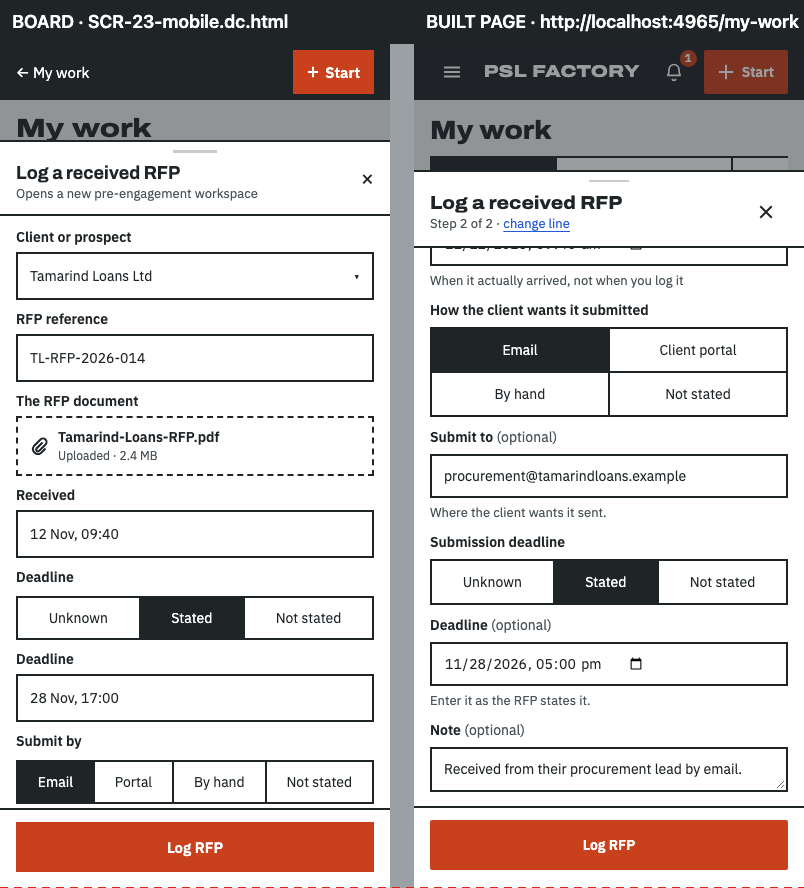 BOARD · SCR-23-mobile.dc.html
← My work
+ Start
My work
Log a received RFP
Opens a new pre-engagement workspace
×
Client or prospect
Tamarind Loans Ltd
RFP reference
TL-RFP-2026-014
The RFP document
Tamarind-Loans-RFP.pdf
Uploaded · 2.4 MB
Received
12 Nov, 09:40
Deadline
Unknown Stated Not stated
Deadline
28 Nov, 17:00
Submit by
Email Portal By hand Not stated
Log RFP
BUILT PAGE · http://localhost:4965/my-work
PSL FACTORY
1
+ Start
My work
Log a received RFP
Step 2 of 2 · change line
×
When it actually arrived, not when you log it
How the client wants it submitted
Email Client portal
By hand Not stated
Submit to (optional)
procurement@tamarindloans.example
Where the client wants it sent.
Submission deadline
Unknown Stated Not stated
Deadline (optional)
11/28/2026, 05:00 pm
Enter it as the RFP states it.
Note (optional)
Received from their procurement lead by email.
Log RFP